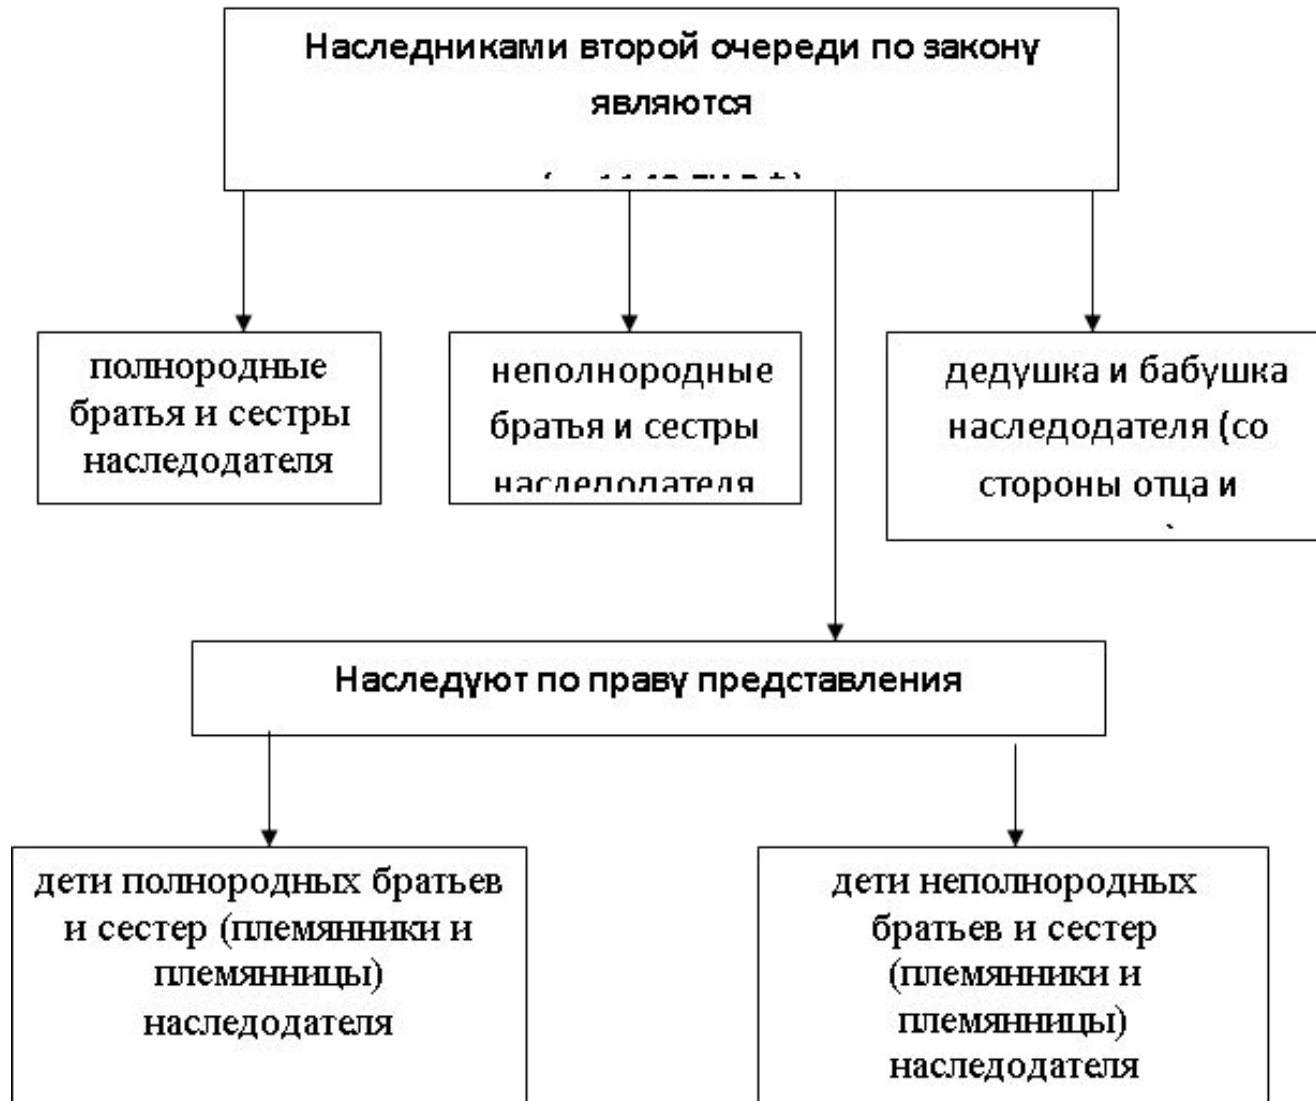 Наследниками второй очереди по закону
являются
полнородные
братья и сестры
наследодателя
неполнородные
братья и сестры
наследодателя
дедушка и бабушка
наследодателя (со
стороны отца и
Наследуют по праву представления
дети полнородных братьев
и сестер (племянники и
племянницы)
наследодателя
дети неполнородных
братьев и сестер
(племянники и
племянницы)
наследодателя